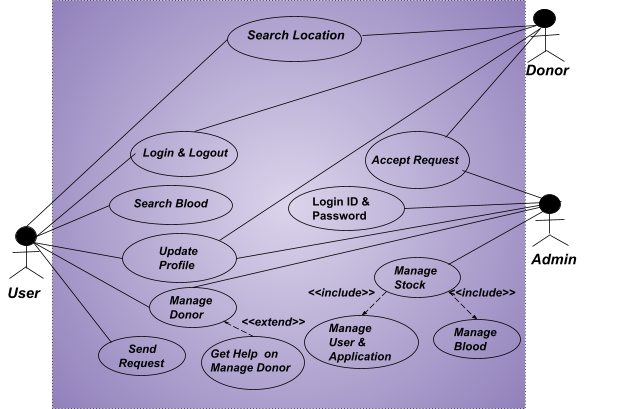 Search Location
Donor
Login & Logout
Accept Request
Search Blood
Login ID &
Password
Admin
Update
Profile
User
Manage
Stock
<<include>>
<<include>>
Manage
Donor
<<extend>>
Manage
User &
Application
Manage
Blood
Send
Request
Get Help  on
Manage Donor